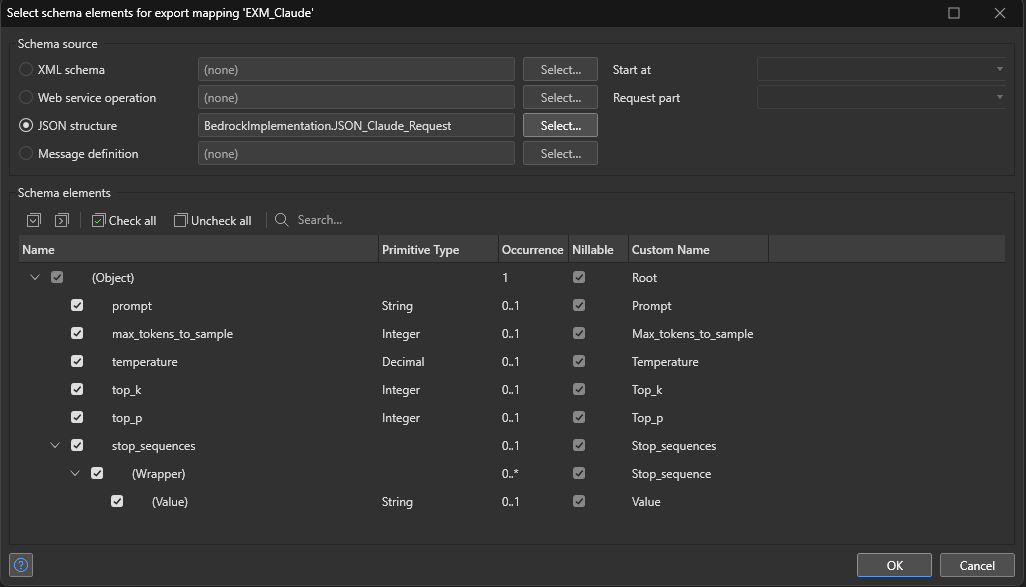 Select schema elements for export mapping 'EXM_Claude'
Schema source
XML schema (none) Select... Start at
Web service operation (none) Select... Request part
JSON structure BedrockImplementation.JSON_Claude_Request Select...
Message definition (none) Select...
Schema elements
Check all Uncheck all Search...
Name Primitive Type Occurrence Nillable Custom Name
(Object) 1 Root
prompt String 0..1 Prompt
max_tokens_to_sample Integer 0..1 Max_tokens_to_sample
temperature Decimal 0..1 Temperature
top_k Integer 0..1 Top_k
top_p Integer 0..1 Top_p
stop_sequences 0..1 Stop_sequences
(Wrapper) 0..* Stop_sequence
(Value) String 0..1 Value
? OK Cancel